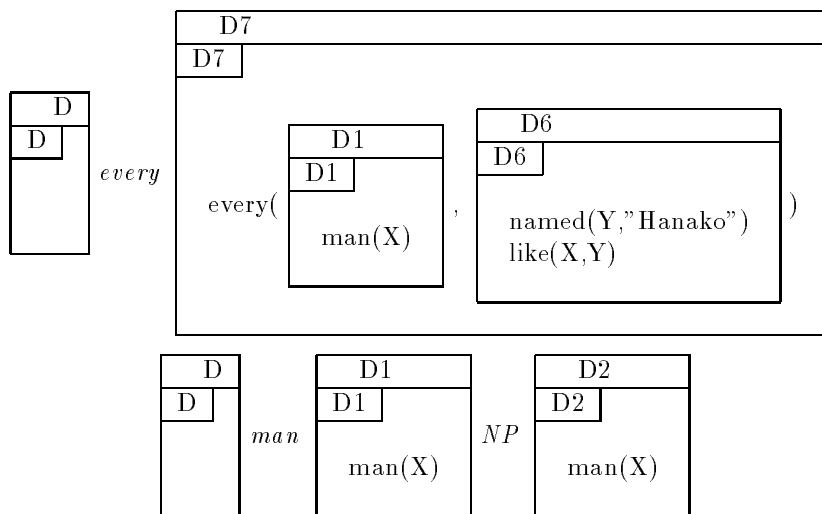 D7
D7
D
D
every
every(
D1
D1
man(X)
,
D6
D6
named(Y,"Hanako")
like(X,Y)
)
D
D
man
D1
D1
man(X)
NP
D2
D2
man(X)